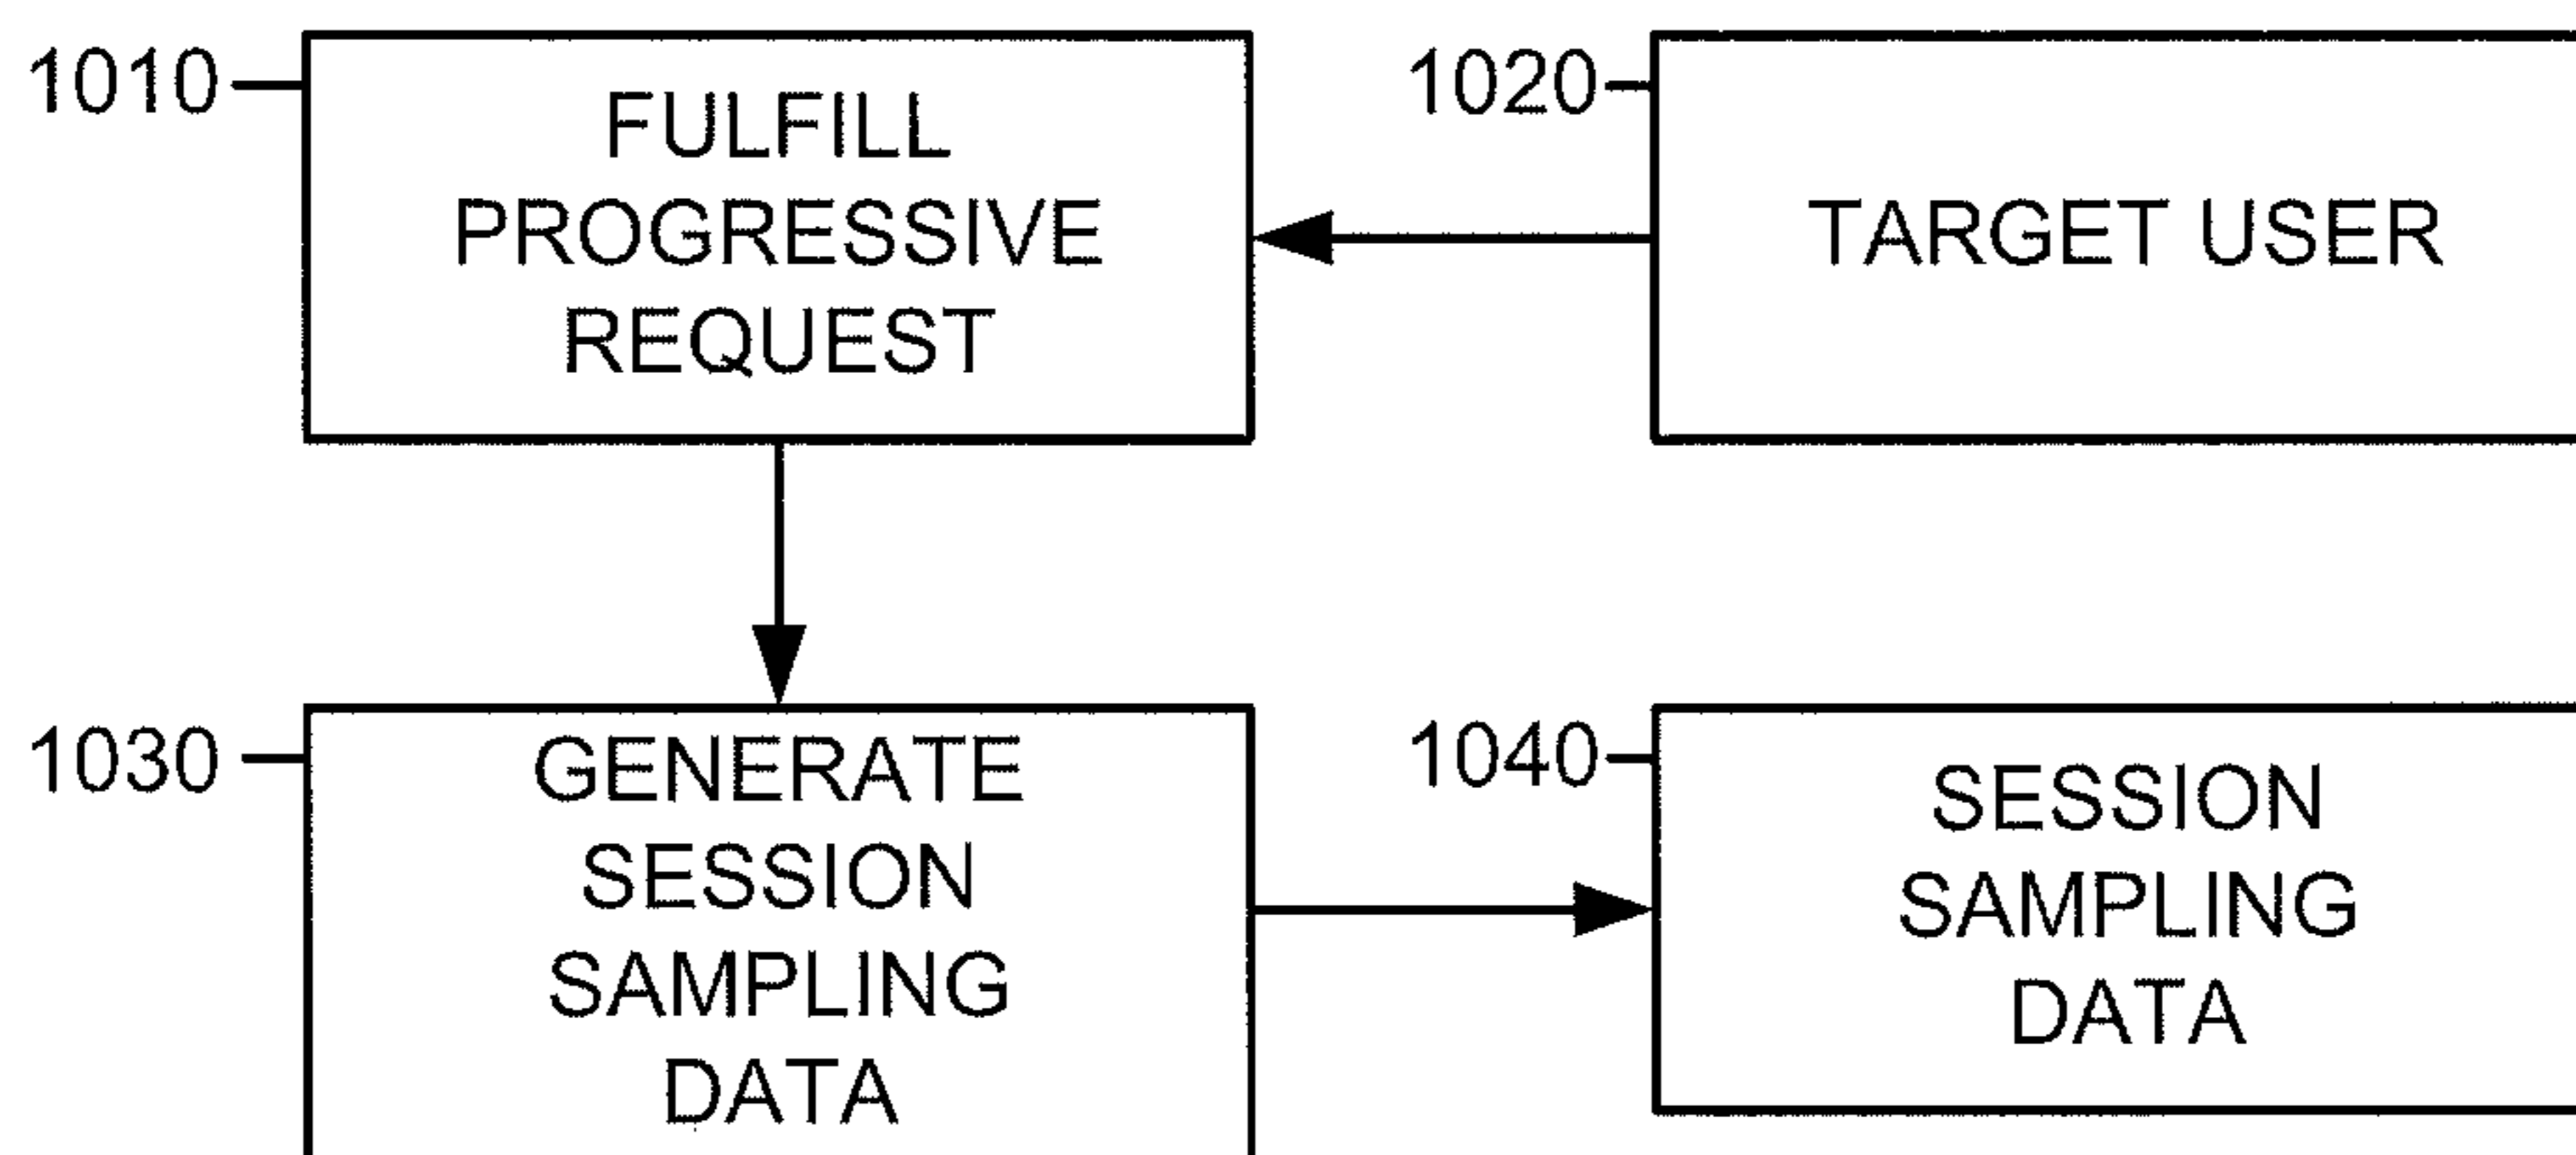 1010
FULFILL
PROGRESSIVE
REQUEST
1020
TARGET USER
1030
GENERATE
SESSION
SAMPLING
DATA
1040
SESSION
SAMPLING
DATA